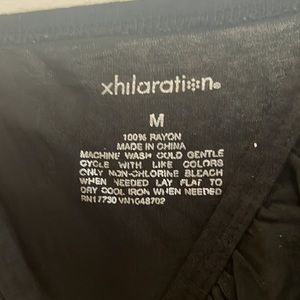 xhilaration®
M
100% RAYON
MADE IN CHINA
MACHINE WASH COLD GENTLE
CYCLE WITH LIKE COLORS
ONLY NON-CHLORINE BLEACH
WHEN NEEDED LAY FLAT TO
DRY COOL IRON WHEN NEEDED
RN17730 VN1048702